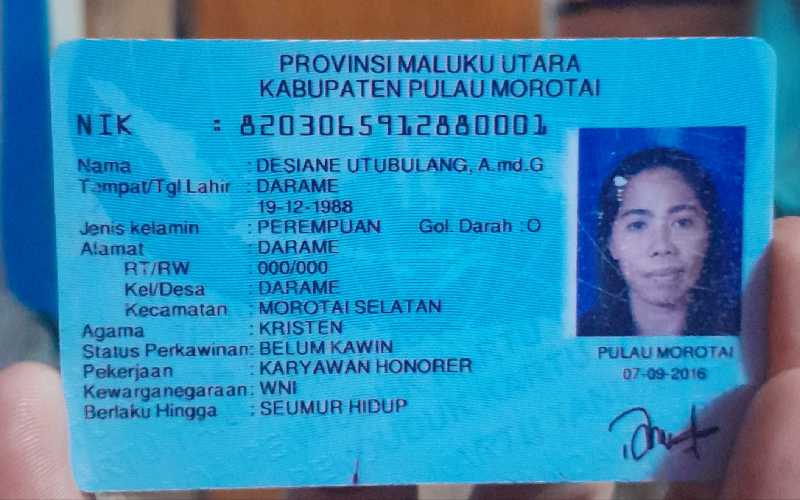 PROVINSI MALUKU UTARA
KABUPATEN PULAU MOROTAI
NIK : 8203065912880001
Nama : DESIANE UTUBULANG, A.md.G
Tempat/Tgl Lahir : DARAME
19-12-1988
Jenis kelamin : PEREMPUAN Gol. Darah : O
Alamat : DARAME
RT/RW : 000/000
Kel/Desa : DARAME
Kecamatan : MOROTAI SELATAN
Agama : KRISTEN
Status Perkawinan: BELUM KAWIN
Pekerjaan : KARYAWAN HONORER
Kewarganegaraan: WNI
Berlaku Hingga : SEUMUR HIDUP
PULAU MOROTAI
07-09-2016